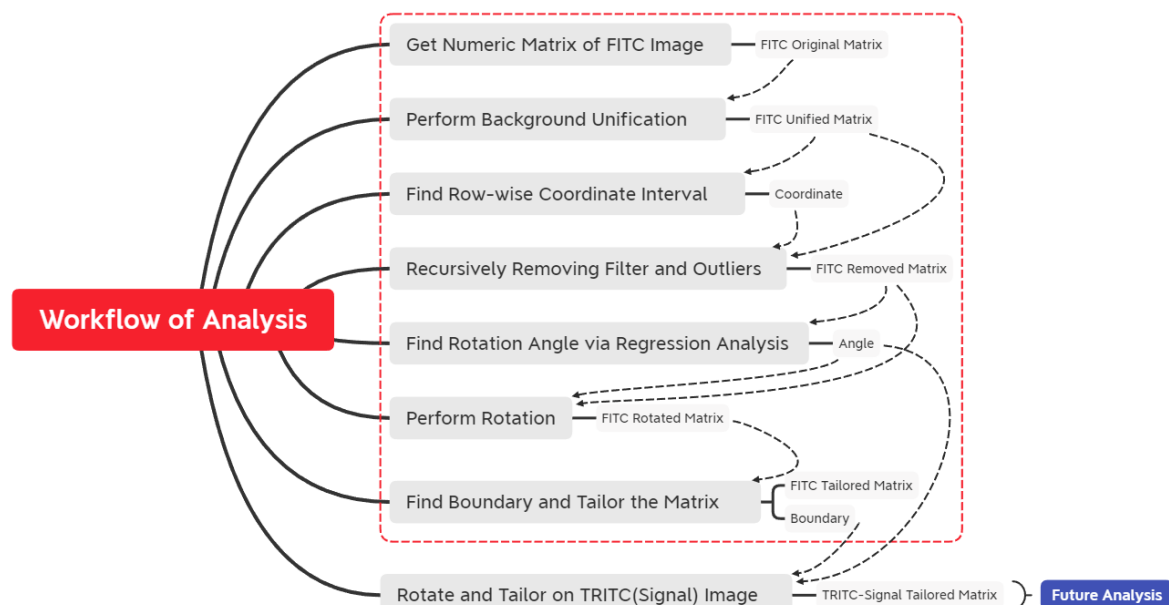 Get Numeric Matrix of FITC Image
FITC Original Matrix
Perform Background Unification
FITC Unified Matrix
Find Row-wise Coordinate Interval
Coordinate
Recursively Removing Filter and Outliers
FITC Removed Matrix
Workflow of Analysis
Find Rotation Angle via Regression Analysis
Angle
Perform Rotation
FITC Rotated Matrix
Find Boundary and Tailor the Matrix
FITC Tailored Matrix
Boundary
Rotate and Tailor on TRITC(Signal) Image
TRITC-Signal Tailored Matrix
Future Analysis